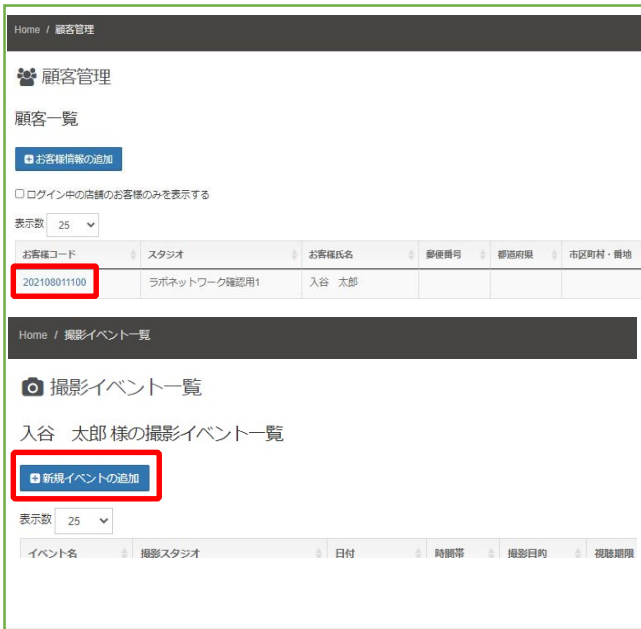 Home / 顧客管理
顧客管理
顧客一覧
お客様情報の追加
ログイン中の店舗のお客様のみを表示する
表示数 25
お客様コード スタジオ お客様氏名 郵便番号 都道府県 市区町村・番地
202108011100 ラボネットワーク確認用1 入谷 太郎
Home / 撮影イベント一覧
撮影イベント一覧
入谷 太郎 様の撮影イベント一覧
新規イベントの追加
表示数 25
イベント名 撮影スタジオ 日付 時間帯 撮影目的 視聴期限